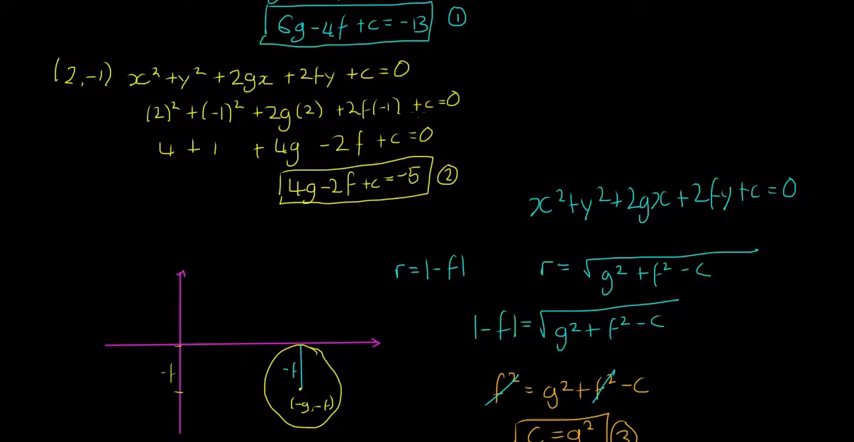 6g-4f+c=-13 ①
(2,-1) x²+y²+2gx+2fy+c=0
(2)²+(-1)²+2g(2)+2f(-1)+c=0
4+1+4g-2f+c=0
4g-2f+c=-5 ②
x²+y²+2gx+2fy+c=0
r=|-f| r=√g²+f²-c
|-f|=√g²+f²-c
-f
-f
(-g,-f)
f²=g²+f²-c
c=g² ③